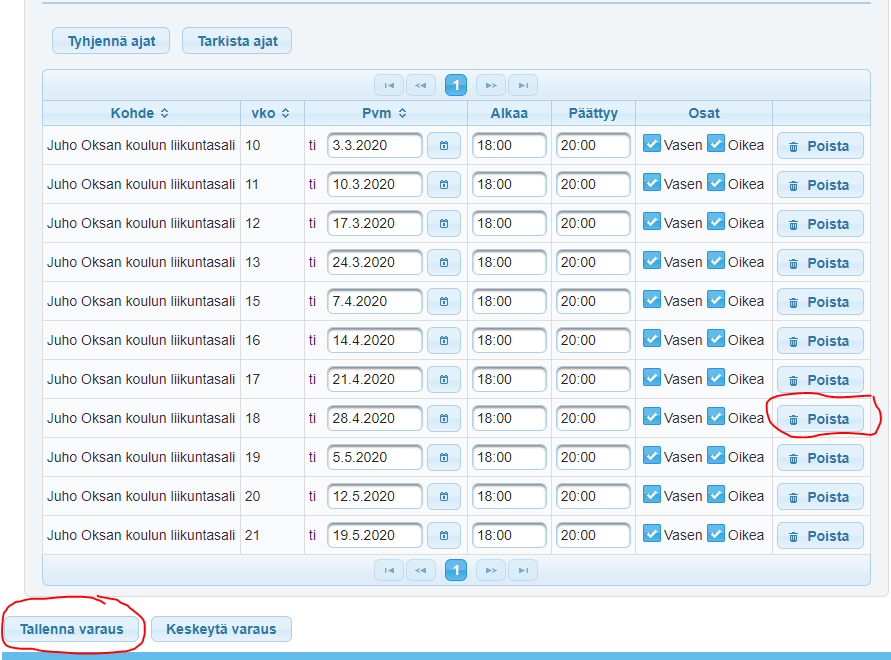 Tyhjennä ajat Tarkista ajat
1
Kohde vko Pvm Alkaa Päättyy Osat
Juho Oksan koulun liikuntasali 10 ti 3.3.2020 18:00 20:00 Vasen Oikea Poista
Juho Oksan koulun liikuntasali 11 ti 10.3.2020 18:00 20:00 Vasen Oikea Poista
Juho Oksan koulun liikuntasali 12 ti 17.3.2020 18:00 20:00 Vasen Oikea Poista
Juho Oksan koulun liikuntasali 13 ti 24.3.2020 18:00 20:00 Vasen Oikea Poista
Juho Oksan koulun liikuntasali 15 ti 7.4.2020 18:00 20:00 Vasen Oikea Poista
Juho Oksan koulun liikuntasali 16 ti 14.4.2020 18:00 20:00 Vasen Oikea Poista
Juho Oksan koulun liikuntasali 17 ti 21.4.2020 18:00 20:00 Vasen Oikea Poista
Juho Oksan koulun liikuntasali 18 ti 28.4.2020 18:00 20:00 Vasen Oikea Poista
Juho Oksan koulun liikuntasali 19 ti 5.5.2020 18:00 20:00 Vasen Oikea Poista
Juho Oksan koulun liikuntasali 20 ti 12.5.2020 18:00 20:00 Vasen Oikea Poista
Juho Oksan koulun liikuntasali 21 ti 19.5.2020 18:00 20:00 Vasen Oikea Poista
1
Tallenna varaus Keskeytä varaus